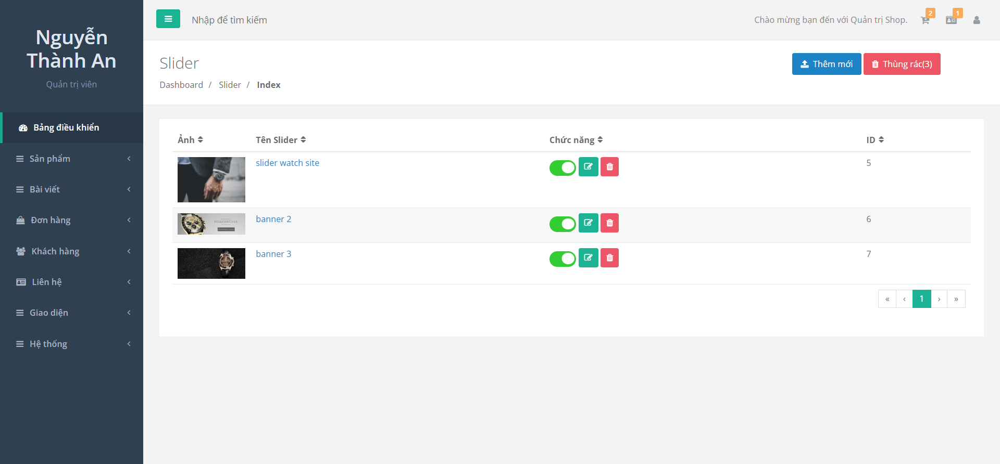 Nguyễn
Thành An
Quản trị viên
Bảng điều khiển
Sản phẩm
Bài viết
Đơn hàng
Khách hàng
Liên hệ
Giao diện
Hệ thống
Nhập để tìm kiếm
Chào mừng bạn đến với Quản trị Shop.
2
1
Slider
Dashboard / Slider / Index
Thêm mới
Thùng rác(3)
Ảnh Tên Slider Chức năng ID
slider watch site 5
banner 2 6
banner 3 7
« ‹ 1 › »